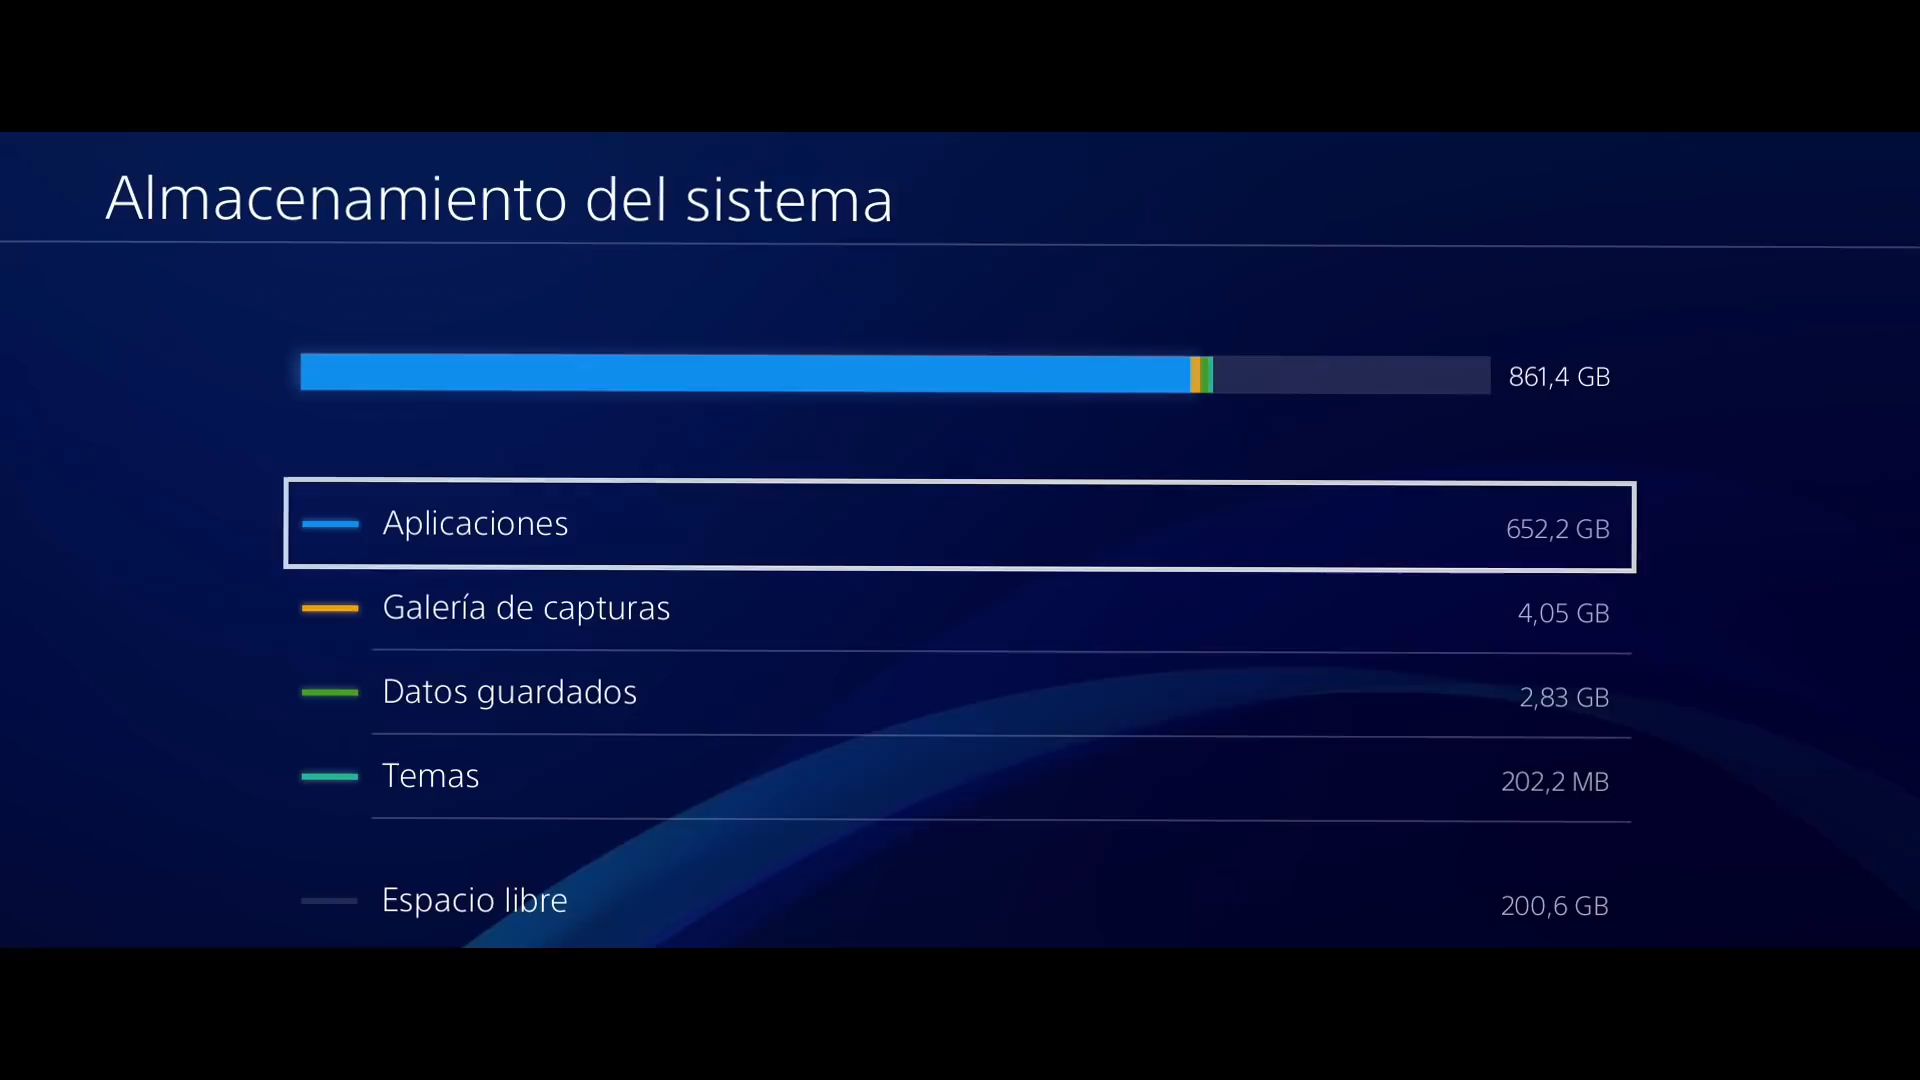 Almacenamiento del sistema
861,4 GB
Aplicaciones 652,2 GB
Galería de capturas 4,05 GB
Datos guardados 2,83 GB
Temas 202,2 MB
Espacio libre 200,6 GB